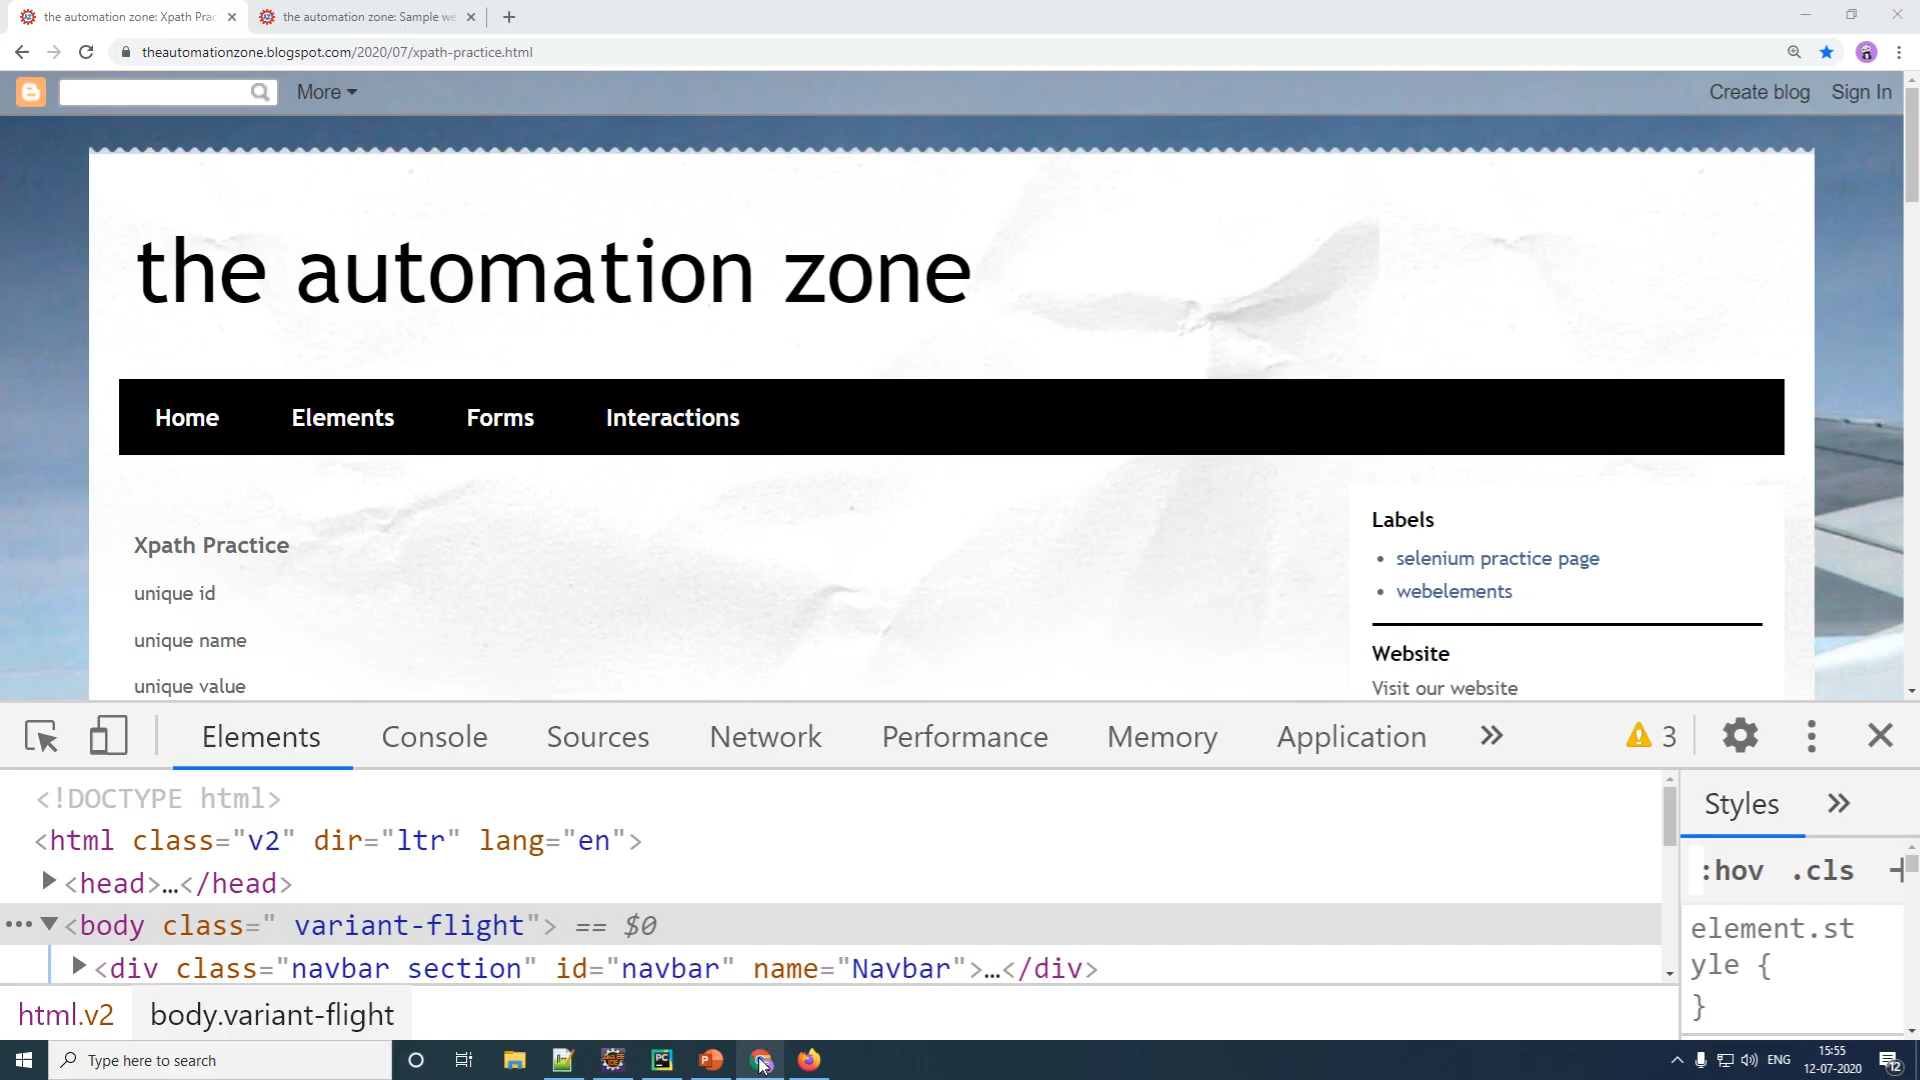 the automation zone: Xpath Prac
the automation zone: Sample we
theautomationzone.blogspot.com/2020/07/xpath-practice.html
More
Create blog
Sign In
the automation zone
Home
Elements
Forms
Interactions
Xpath Practice
unique id
unique name
unique value
Labels
selenium practice page
webelements
Website
Visit our website
Elements
Console
Sources
Network
Performance
Memory
Application
3
<!DOCTYPE html>
<html class="v2" dir="ltr" lang="en">
<head>…</head>
<body class=" variant-flight"> == $0
<div class="navbar section" id="navbar" name="Navbar">…</div>
html.v2
body.variant-flight
Styles
:hov .cls +
element.st
yle {
}
Type here to search
PC
ENG
15:55
12-07-2020
12